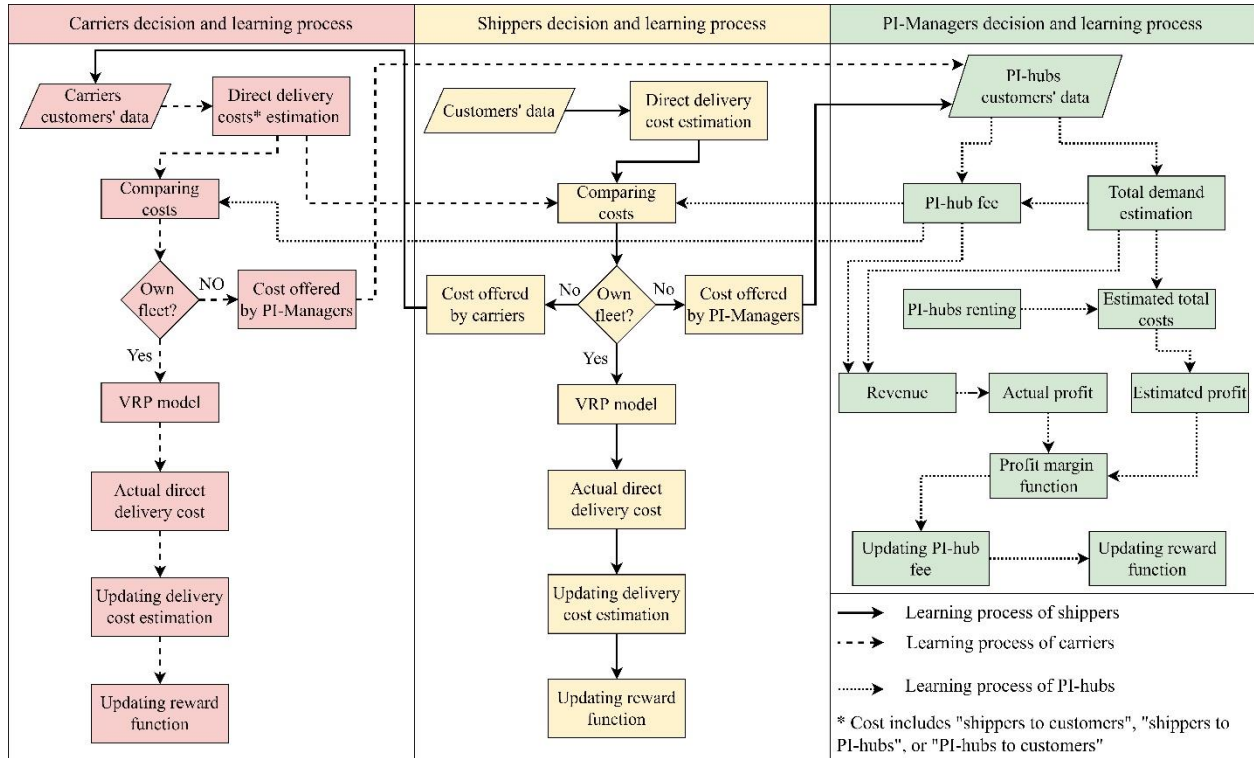 Carriers decision and learning process
Shippers decision and learning process
PI-Managers decision and learning process
Carriers
customers' data
Direct delivery
costs* estimation
Comparing
costs
Own
fleet?
NO
Cost offered
by PI-Managers
Yes
VRP model
Actual direct
delivery cost
Updating delivery
cost estimation
Updating reward
function
Customers' data
Direct delivery
cost estimation
Comparing
costs
Cost offered
by carriers
No
Own
fleet?
No
Cost offered
by PI-Managers
Yes
VRP model
Actual direct
delivery cost
Updating delivery
cost estimation
Updating reward
function
PI-hubs
customers' data
PI-hub fee
Total demand
estimation
PI-hubs renting
Estimated total
costs
Revenue
Actual profit
Estimated profit
Profit margin
function
Updating PI-hub
fee
Updating reward
function
Learning process of shippers
Learning process of carriers
Learning process of PI-hubs
* Cost includes "shippers to customers", "shippers to
PI-hubs", or "PI-hubs to customers"